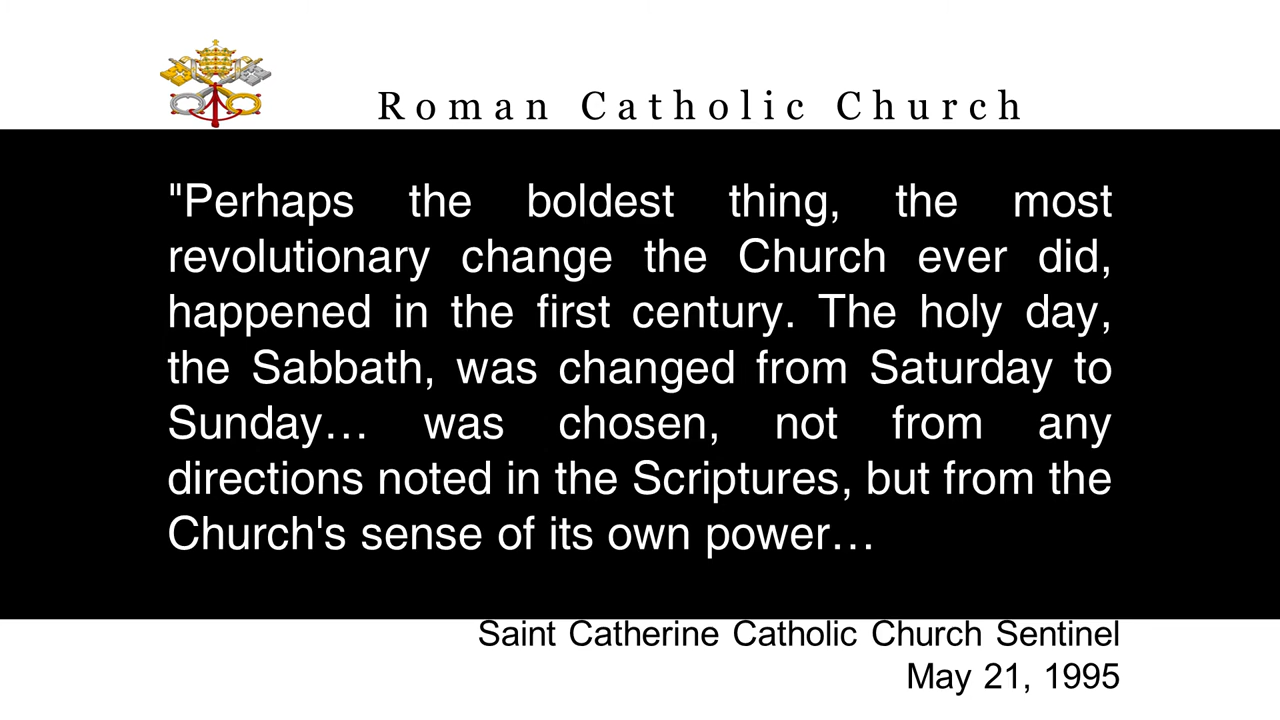 Roman Catholic Church
"Perhaps the boldest thing, the most
revolutionary change the Church ever did,
happened in the first century. The holy day,
the Sabbath, was changed from Saturday to
Sunday… was chosen, not from any
directions noted in the Scriptures, but from the
Church's sense of its own power…
Saint Catherine Catholic Church Sentinel
May 21, 1995